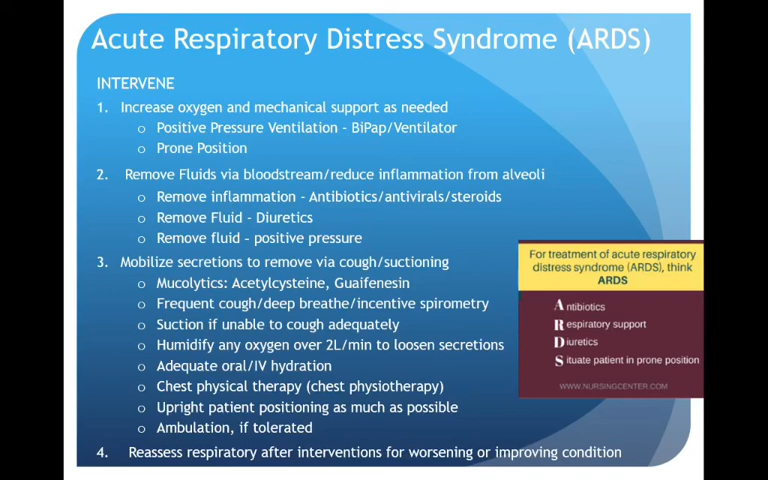 Acute Respiratory Distress Syndrome (ARDS)
INTERVENE
1. Increase oxygen and mechanical support as needed
o Positive Pressure Ventilation – BiPap/Ventilator
o Prone Position
2. Remove Fluids via bloodstream/reduce inflammation from alveoli
o Remove inflammation – Antibiotics/antivirals/steroids
o Remove Fluid – Diuretics
o Remove fluid – positive pressure
3. Mobilize secretions to remove via cough/suctioning
o Mucolytics: Acetylcysteine, Guaifenesin
o Frequent cough/deep breathe/incentive spirometry
o Suction if unable to cough adequately
o Humidify any oxygen over 2L/min to loosen secretions
o Adequate oral/IV hydration
o Chest physical therapy (chest physiotherapy)
o Upright patient positioning as much as possible
o Ambulation, if tolerated
4. Reassess respiratory after interventions for worsening or improving condition
For treatment of acute respiratory
distress syndrome (ARDS), think
ARDS
Antibiotics
Respiratory support
Diuretics
Situate patient in prone position
WWW.NURSINGCENTER.COM